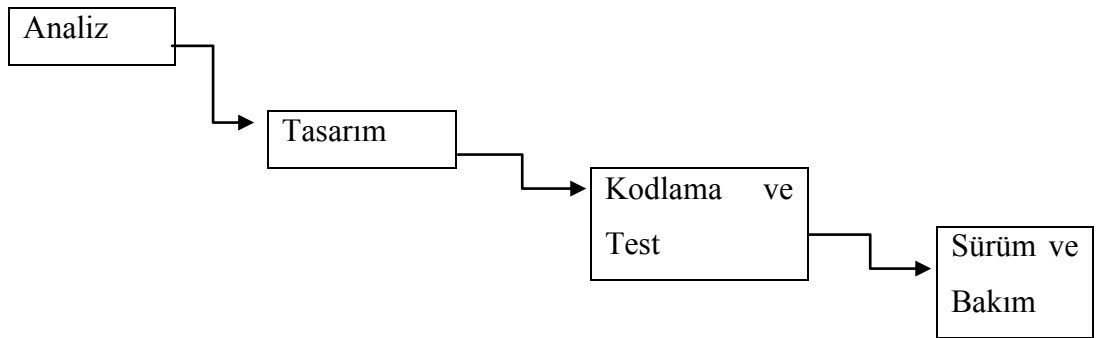 Analiz
Tasarım
Kodlama ve
Test
Sürüm ve
Bakım